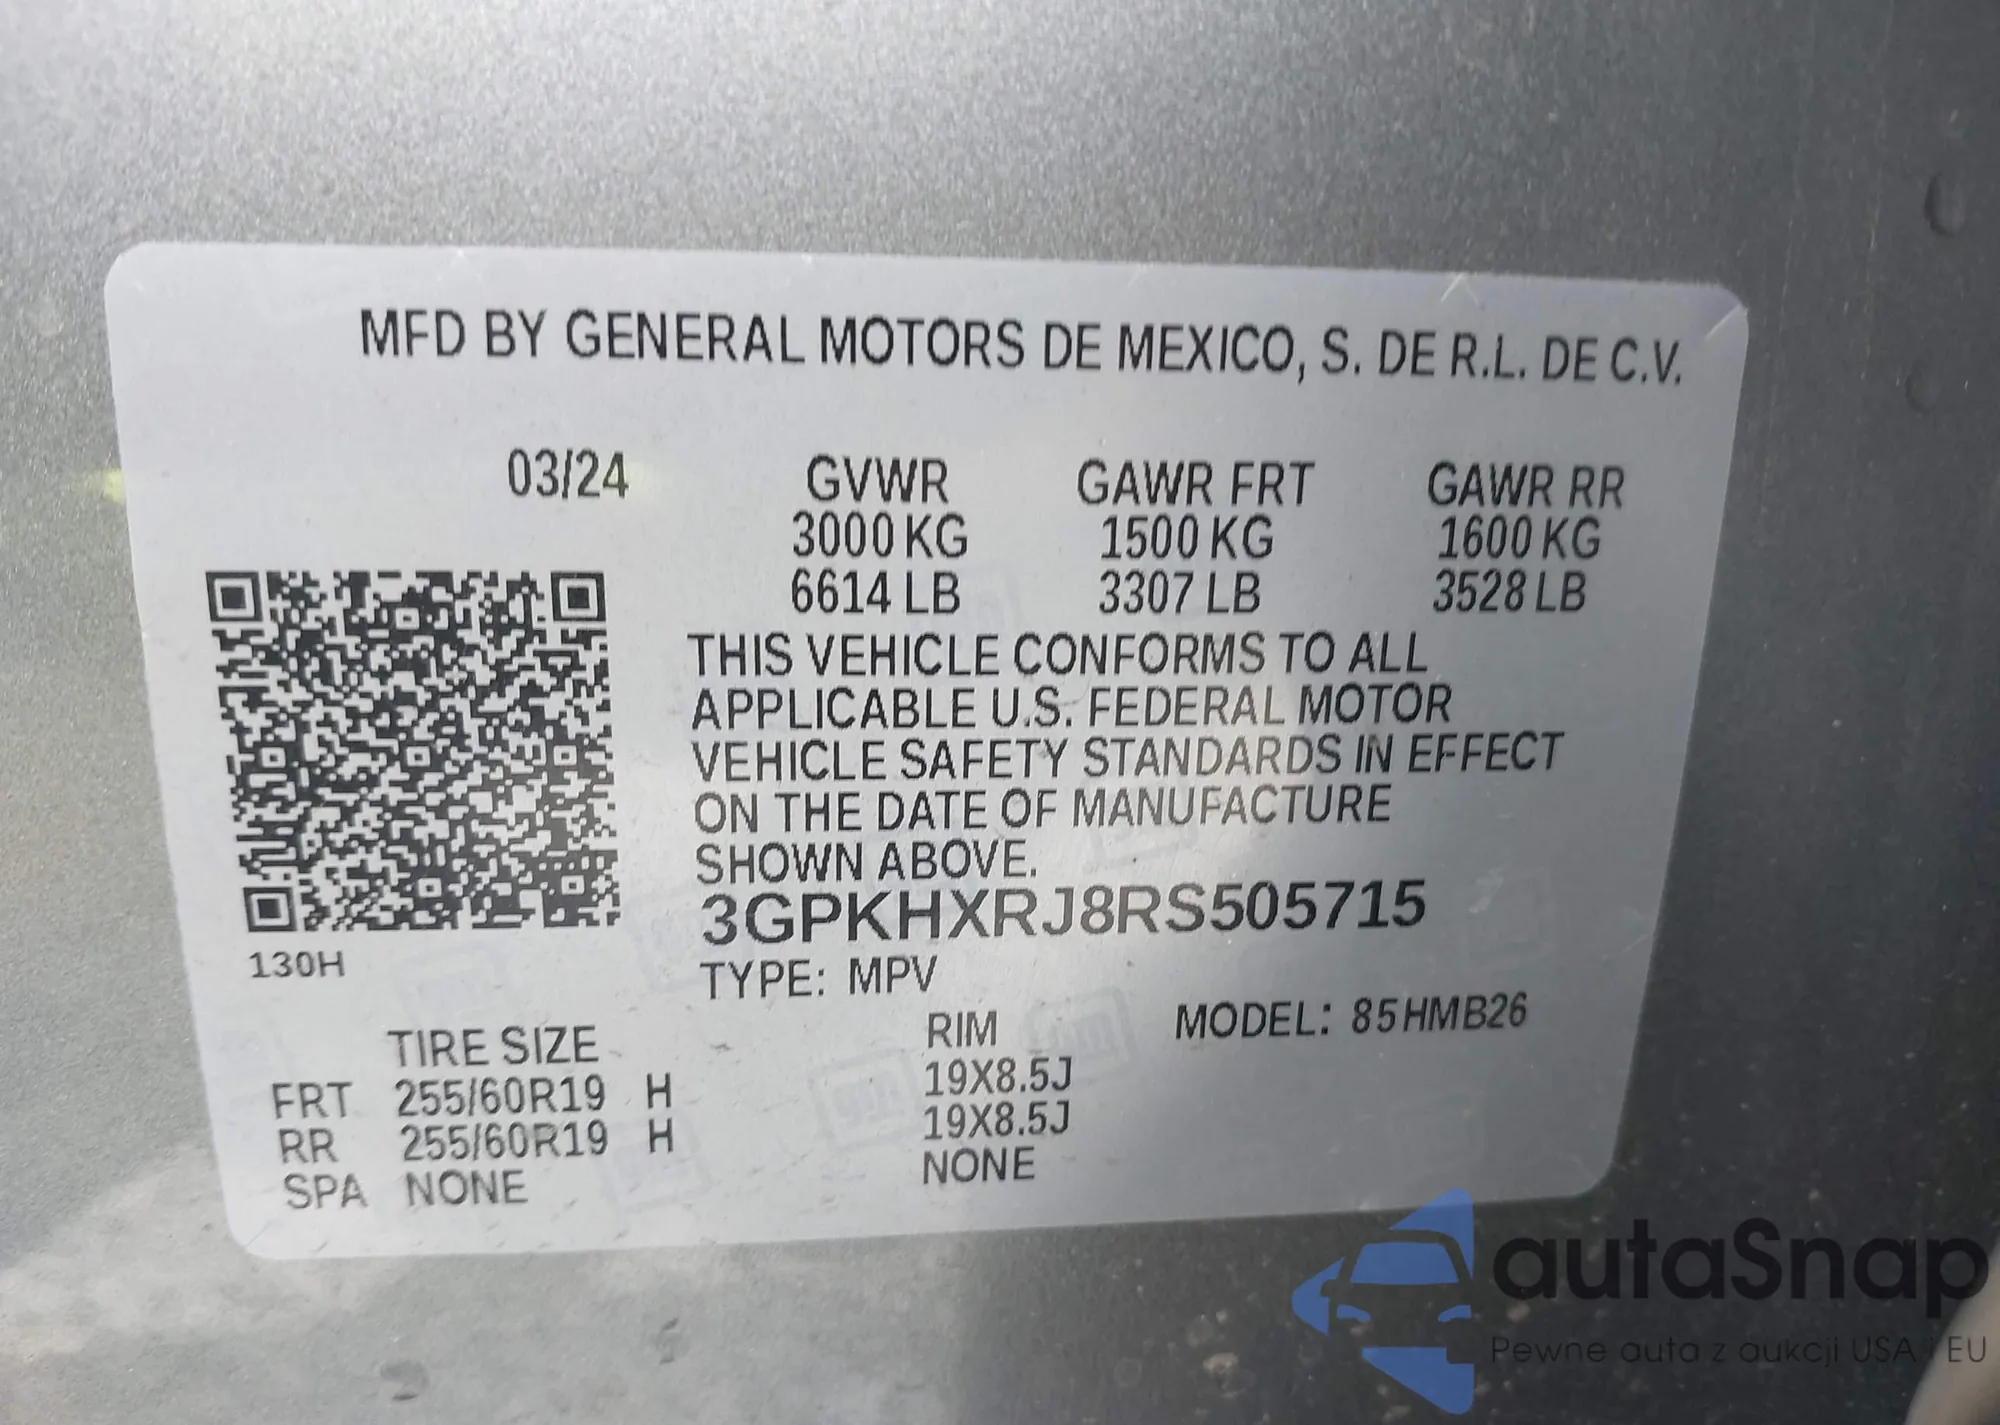 MFD BY GENERAL MOTORS DE MEXICO, S. DE R.L. DE C.V.
03/24 GVWR GAWR FRT GAWR RR
3000 KG 1500 KG 1600 KG
6614 LB 3307 LB 3528 LB
THIS VEHICLE CONFORMS TO ALL
APPLICABLE U.S. FEDERAL MOTOR
VEHICLE SAFETY STANDARDS IN EFFECT
ON THE DATE OF MANUFACTURE
SHOWN ABOVE.
3GPKHXRJ8RS505715
130H
TYPE: MPV
MODEL: 85HMB26
TIRE SIZE RIM
FRT 255/60R19 H 19X8.5J
RR 255/60R19 H 19X8.5J
SPA NONE NONE
autaSnap
Pewne auta z aukcji USA i EU